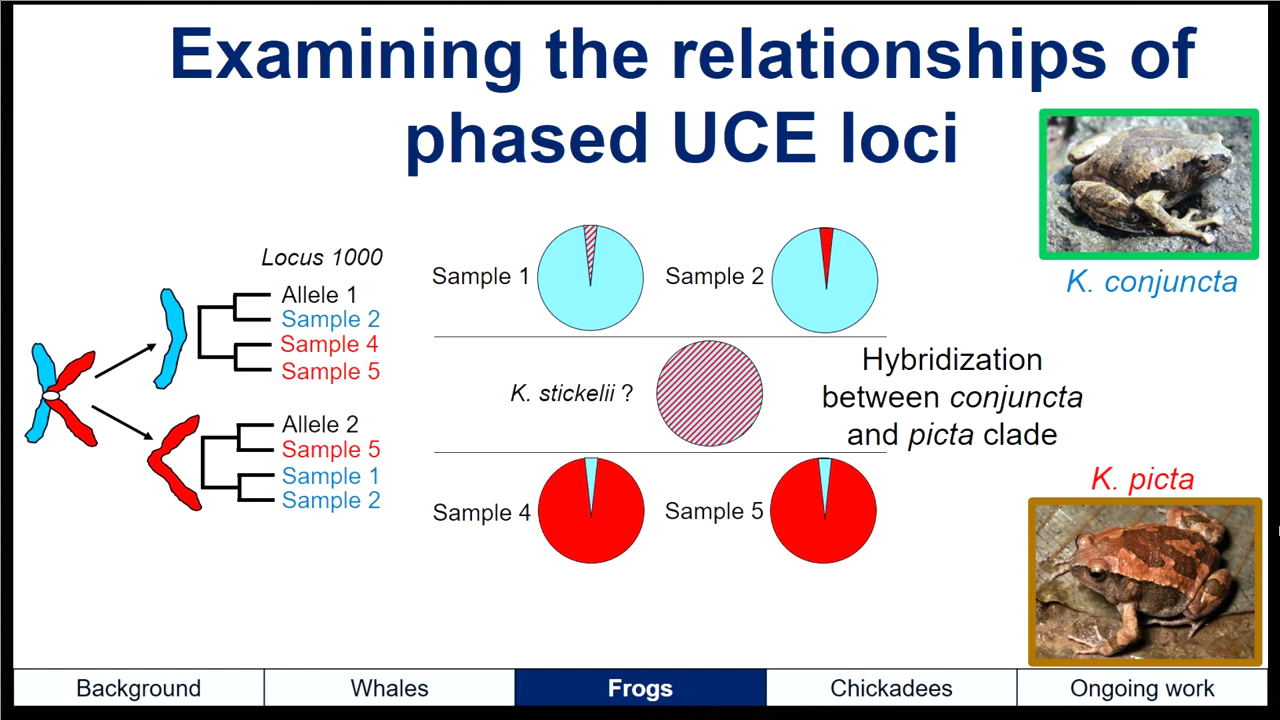 Examining the relationships of
phased UCE loci
Locus 1000
Allele 1
Sample 2
Sample 4
Sample 5
Allele 2
Sample 5
Sample 1
Sample 2
Sample 1
Sample 2
K. stickelii ?
Hybridization
between conjuncta
and picta clade
Sample 4
Sample 5
K. conjuncta
K. picta
Background
Whales
Frogs
Chickadees
Ongoing work